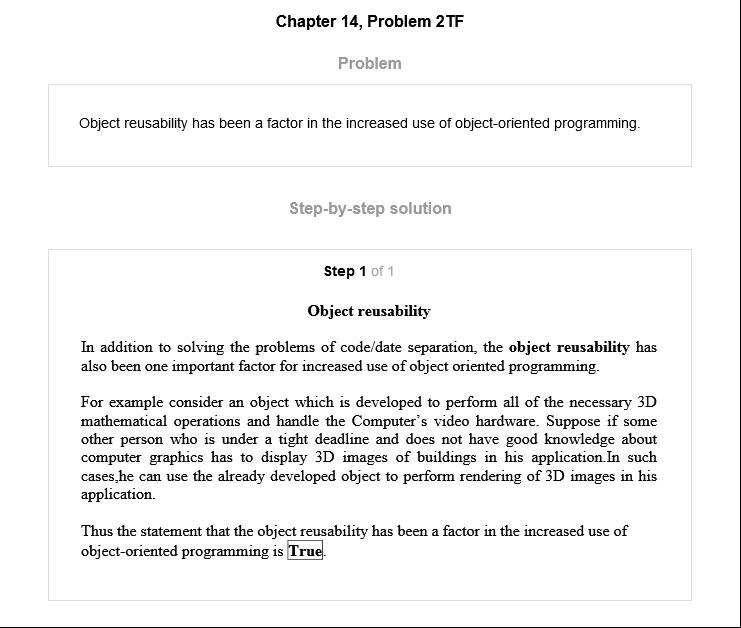 Chapter 14, Problem 2TF
Problem
Object reusability has been a factor in the increased use of object-oriented programming.
Step-by-step solution
Step 1 of 1
Object reusability
In addition to solving the problems of code/date separation, the object reusability has
also been one important factor for increased use of object oriented programming.
For example consider an object which is developed to perform all of the necessary 3D
mathematical operations and handle the Computer's video hardware. Suppose if some
other person who is under a tight deadline and does not have good knowledge about
computer graphics has to display 3D images of buildings in his application.In such
cases,he can use the already developed object to perform rendering of 3D images in his
application.
Thus the statement that the object reusability has been a factor in the increased use of
object-oriented programming is True.